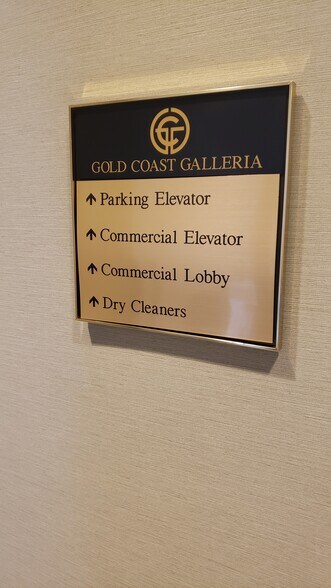 GOLD COAST GALLERIA
↑ Parking Elevator
↑ Commercial Elevator
↑ Commercial Lobby
↑ Dry Cleaners